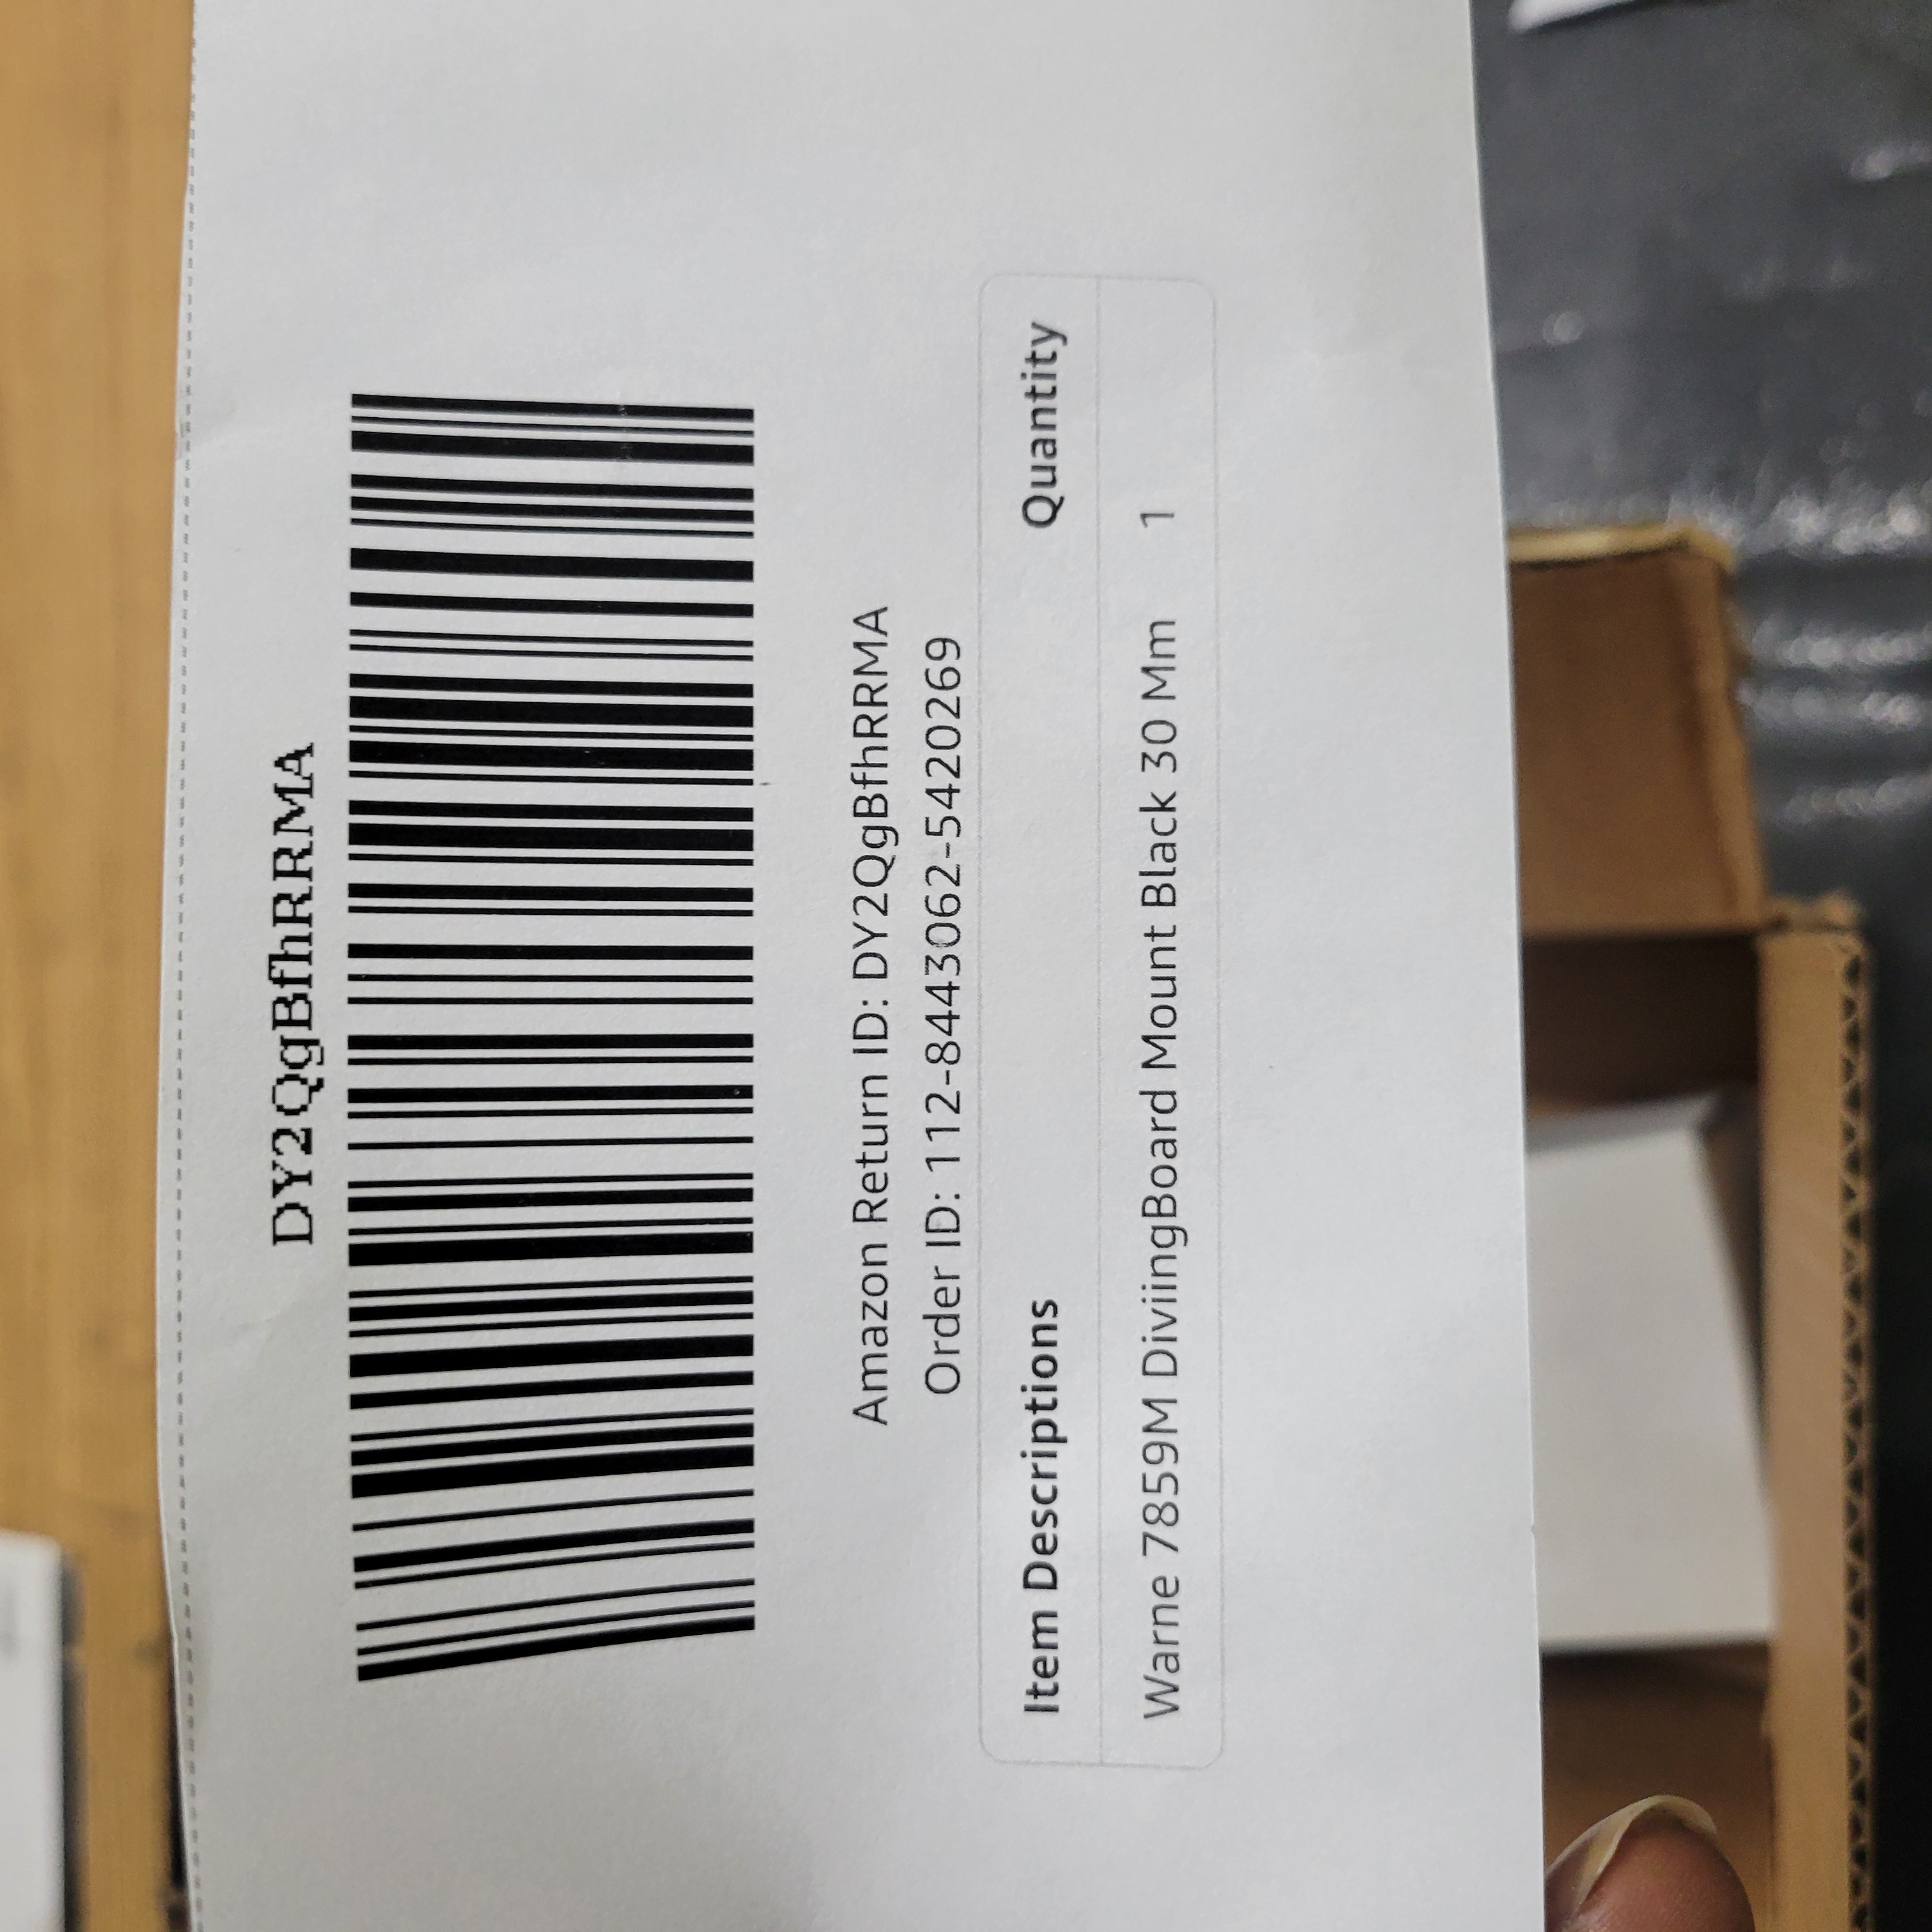 DY2QgBfhRRMA
Amazon Return ID: DY2QgBfhRRMA
Order ID: 112-8443062-5420269
Item Descriptions Quantity
Warne 7859M DiviingBoard Mount Black 30 Mm 1